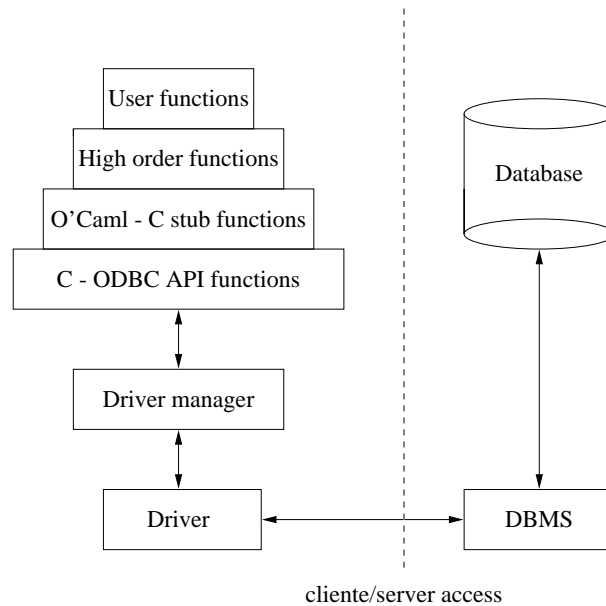 User functions
High order functions
O’Caml - C stub functions
C - ODBC API functions
Driver manager
Driver
Database
DBMS
cliente/server access